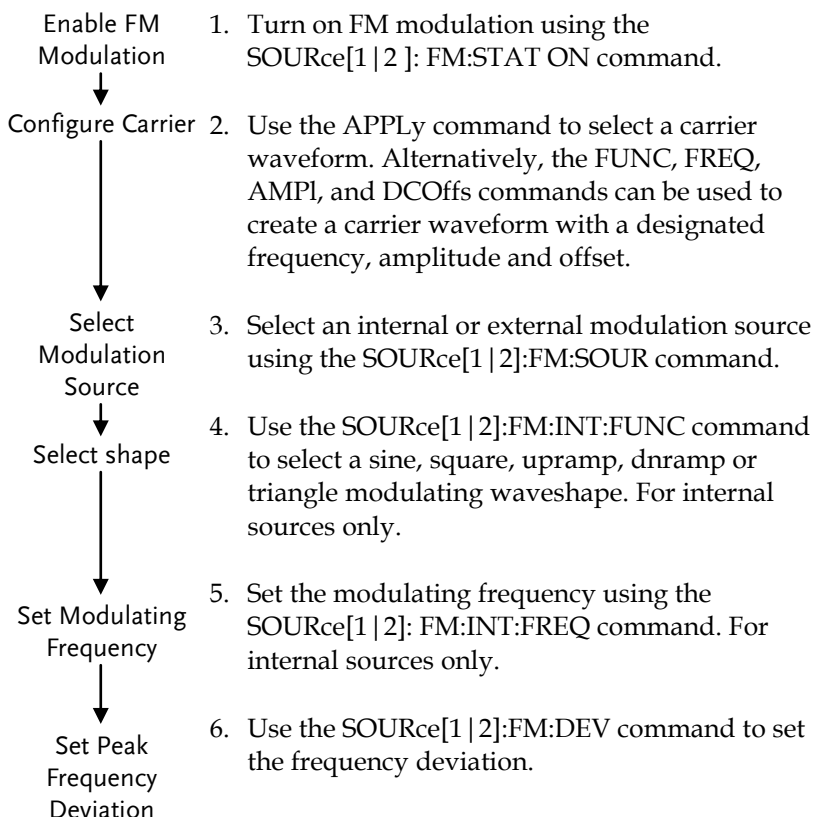 Enable FM
Modulation
1. Turn on FM modulation using the
SOURce[1|2 ]: FM:STAT ON command.
Configure Carrier
2. Use the APPLy command to select a carrier
waveform. Alternatively, the FUNC, FREQ,
AMPl, and DCOffs commands can be used to
create a carrier waveform with a designated
frequency, amplitude and offset.
Select
Modulation
Source
3. Select an internal or external modulation source
using the SOURce[1|2]:FM:SOUR command.
Select shape
4. Use the SOURce[1|2]:FM:INT:FUNC command
to select a sine, square, upramp, dnramp or
triangle modulating waveshape. For internal
sources only.
Set Modulating
Frequency
5. Set the modulating frequency using the
SOURce[1|2]: FM:INT:FREQ command. For
internal sources only.
Set Peak
Frequency
Deviation
6. Use the SOURce[1|2]:FM:DEV command to set
the frequency deviation.